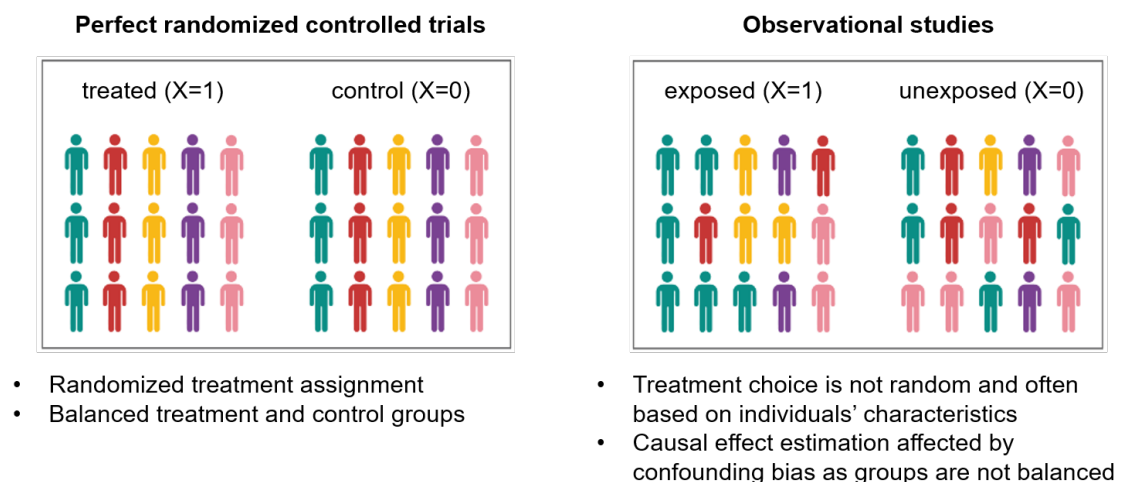 Perfect randomized controlled trials
treated (X=1)
control (X=0)
• Randomized treatment assignment
• Balanced treatment and control groups
Observational studies
exposed (X=1)
unexposed (X=0)
• Treatment choice is not random and often
based on individuals’ characteristics
• Causal effect estimation affected by
confounding bias as groups are not balanced